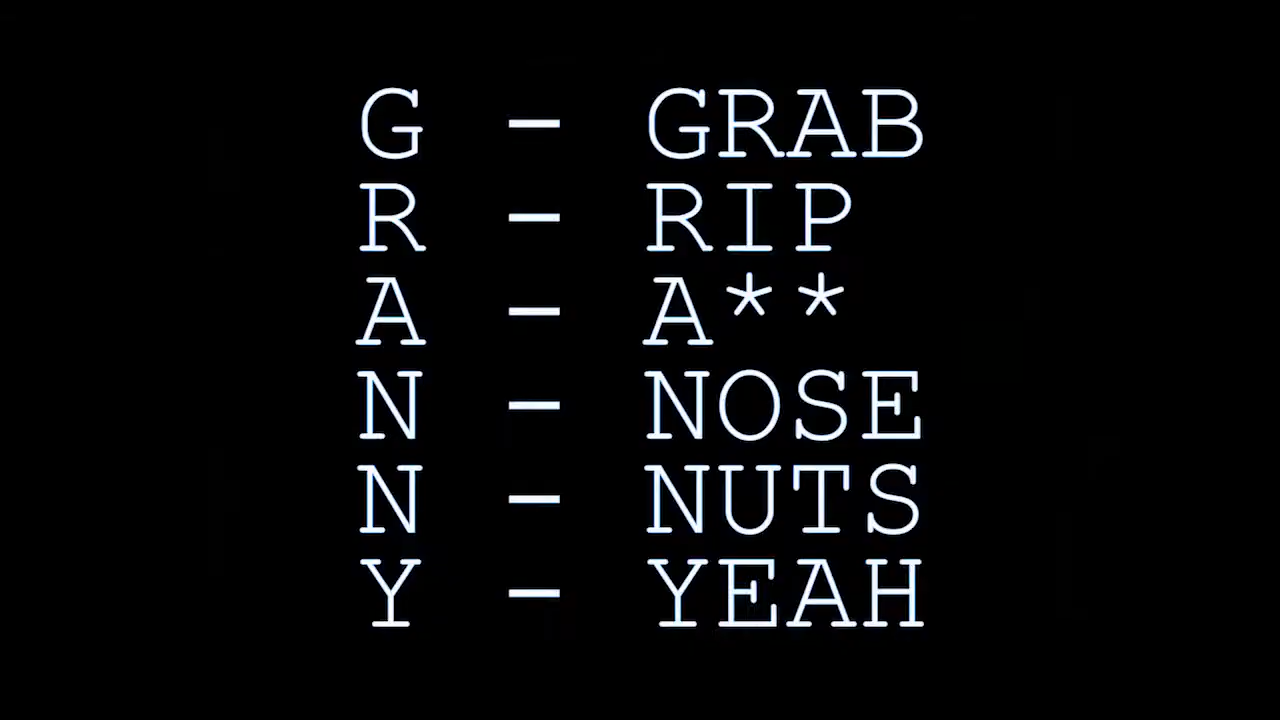 G - GRAB
R - RIP
A - A**
N - NOSE
N - NUTS
Y - YEAH